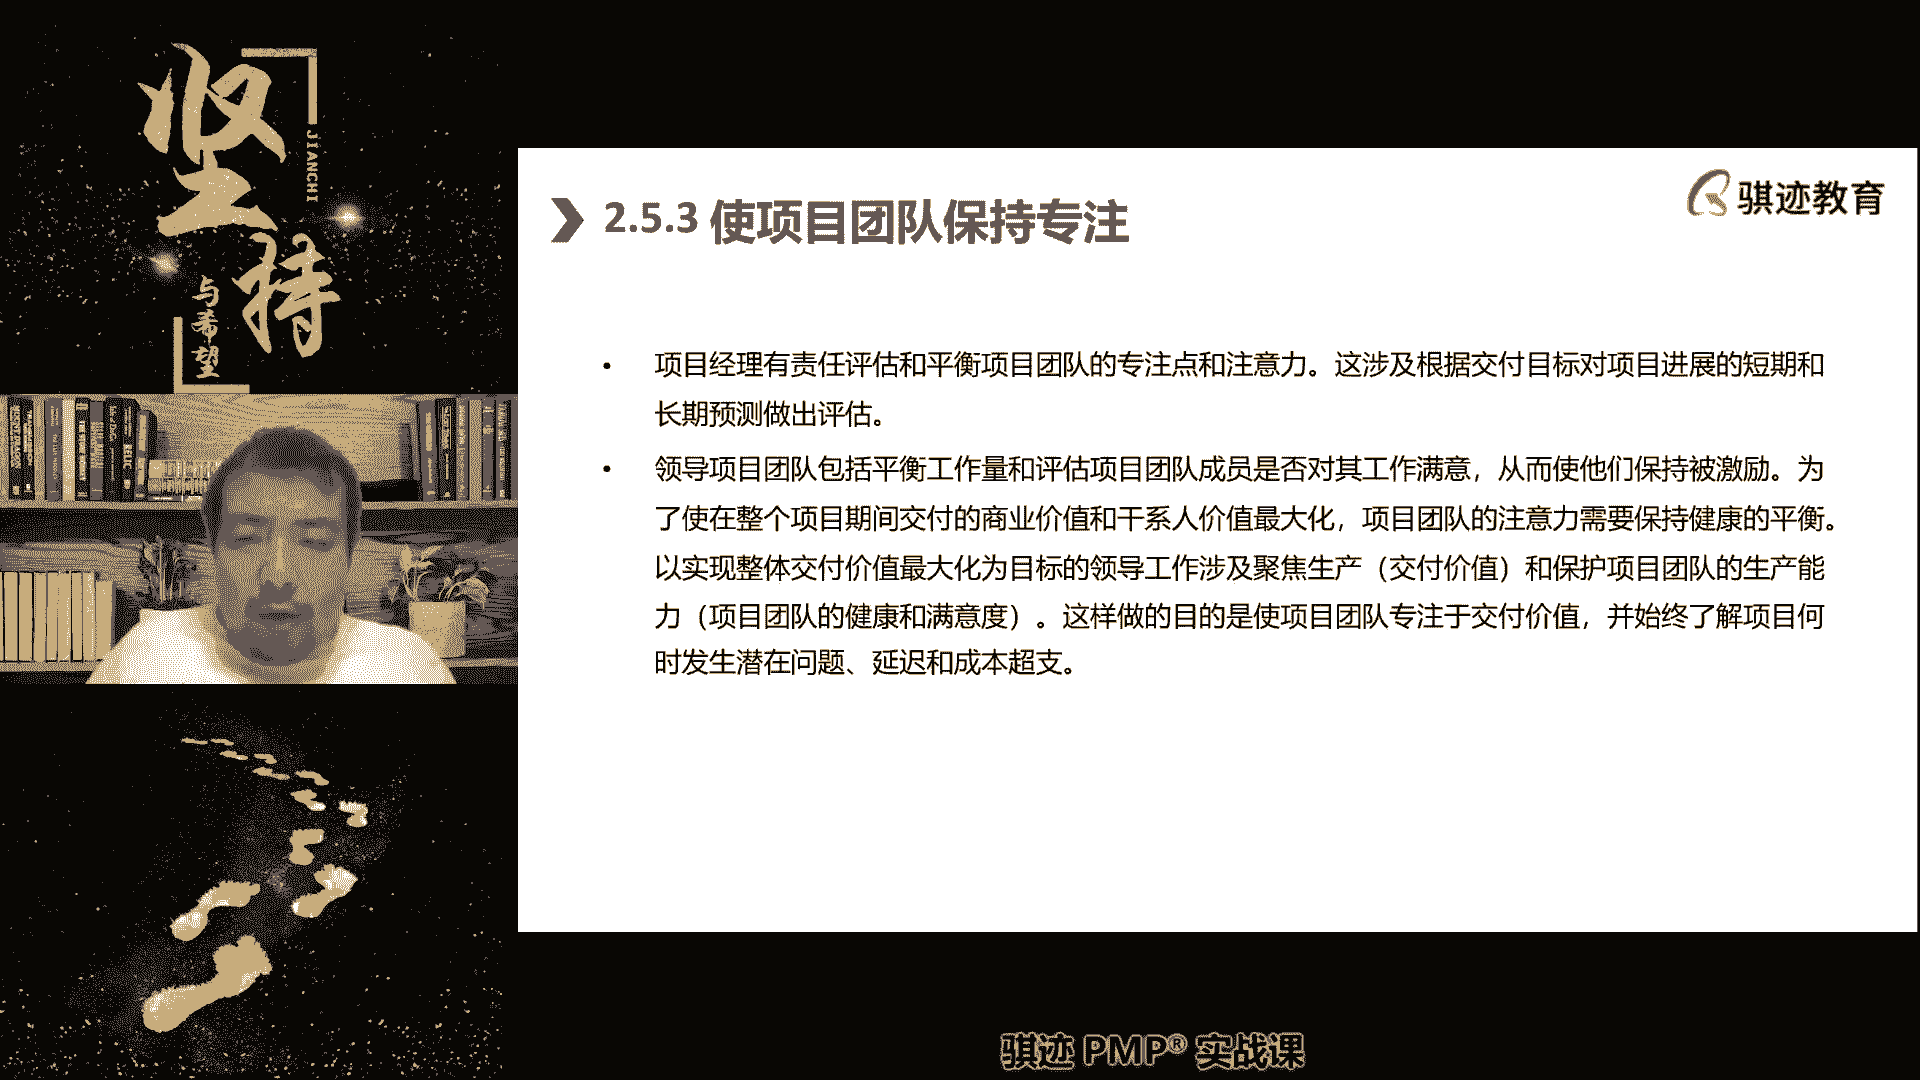 坚持
JIANCHI
与希望
骐迹教育
2.5.3 使项目团队保持专注
• 项目经理有责任评估和平衡项目团队的专注点和注意力。这涉及根据交付目标对项目进展的短期和
长期预测做出评估。
• 领导项目团队包括平衡工作量和评估项目团队成员是否对其工作满意，从而使他们保持被激励。为
了使在整个项目期间交付的商业价值和干系人价值最大化，项目团队的注意力需要保持健康的平衡。
以实现整体交付价值最大化为目标的领导工作涉及聚焦生产（交付价值）和保护项目团队的生产能
力（项目团队的健康和满意度）。这样做的目的是使项目团队专注于交付价值，并始终了解项目何
时发生潜在问题、延迟和成本超支。
骐迹 PMP® 实战课